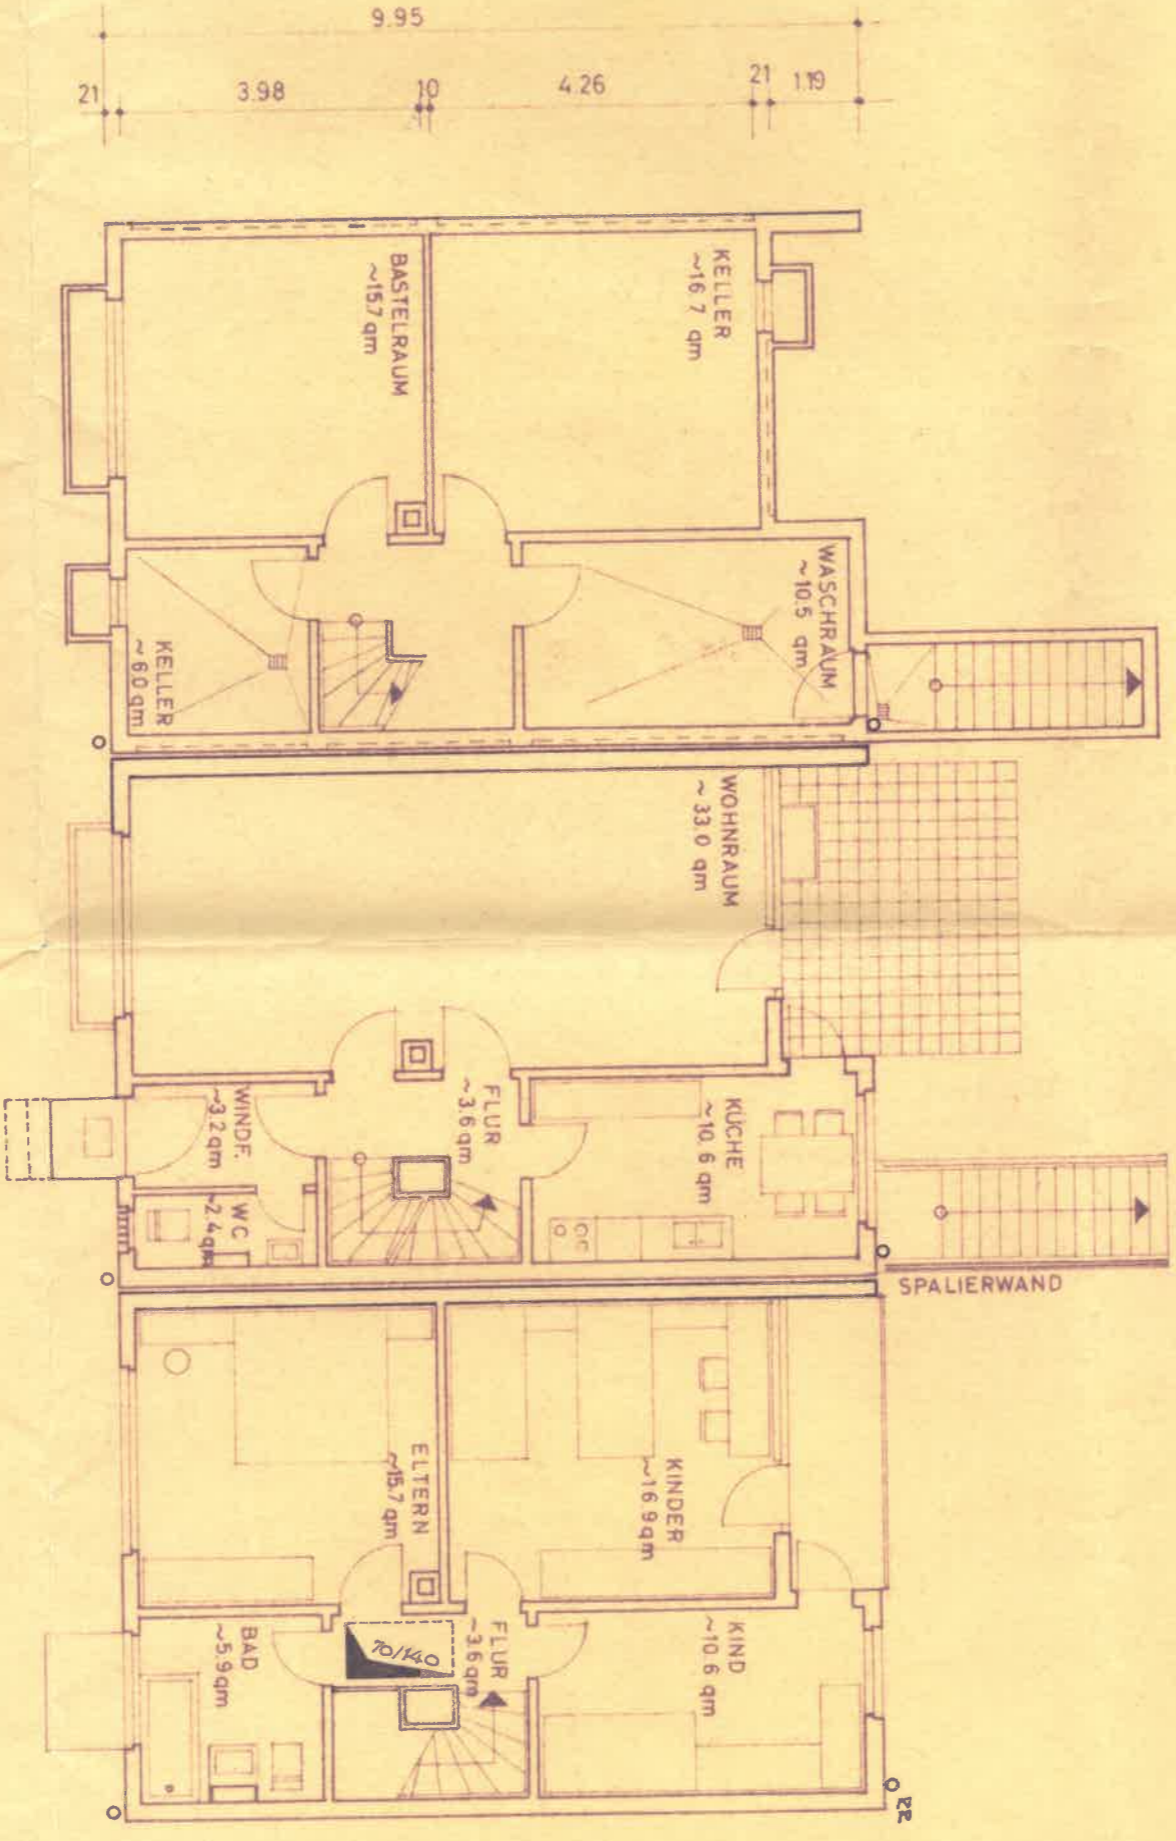 9.95
21
3.98
10
4.26
21
1.19
BASTELRAUM
~15.7 qm
KELLER
~16.7 qm
WASCHRAUM
~10.5 qm
KELLER
~6.0 qm
WOHNRAUM
~33.0 qm
WINDF.
~3.2 qm
WC
~2.4 qm
FLUR
~3.6 qm
KÜCHE
~10.6 qm
SPALIERWAND
ELTERN
~15.7 qm
KINDER
~16.9 qm
BAD
~5.9 qm
70/140
FLUR
~3.6 qm
KIND
~10.6 qm
RR